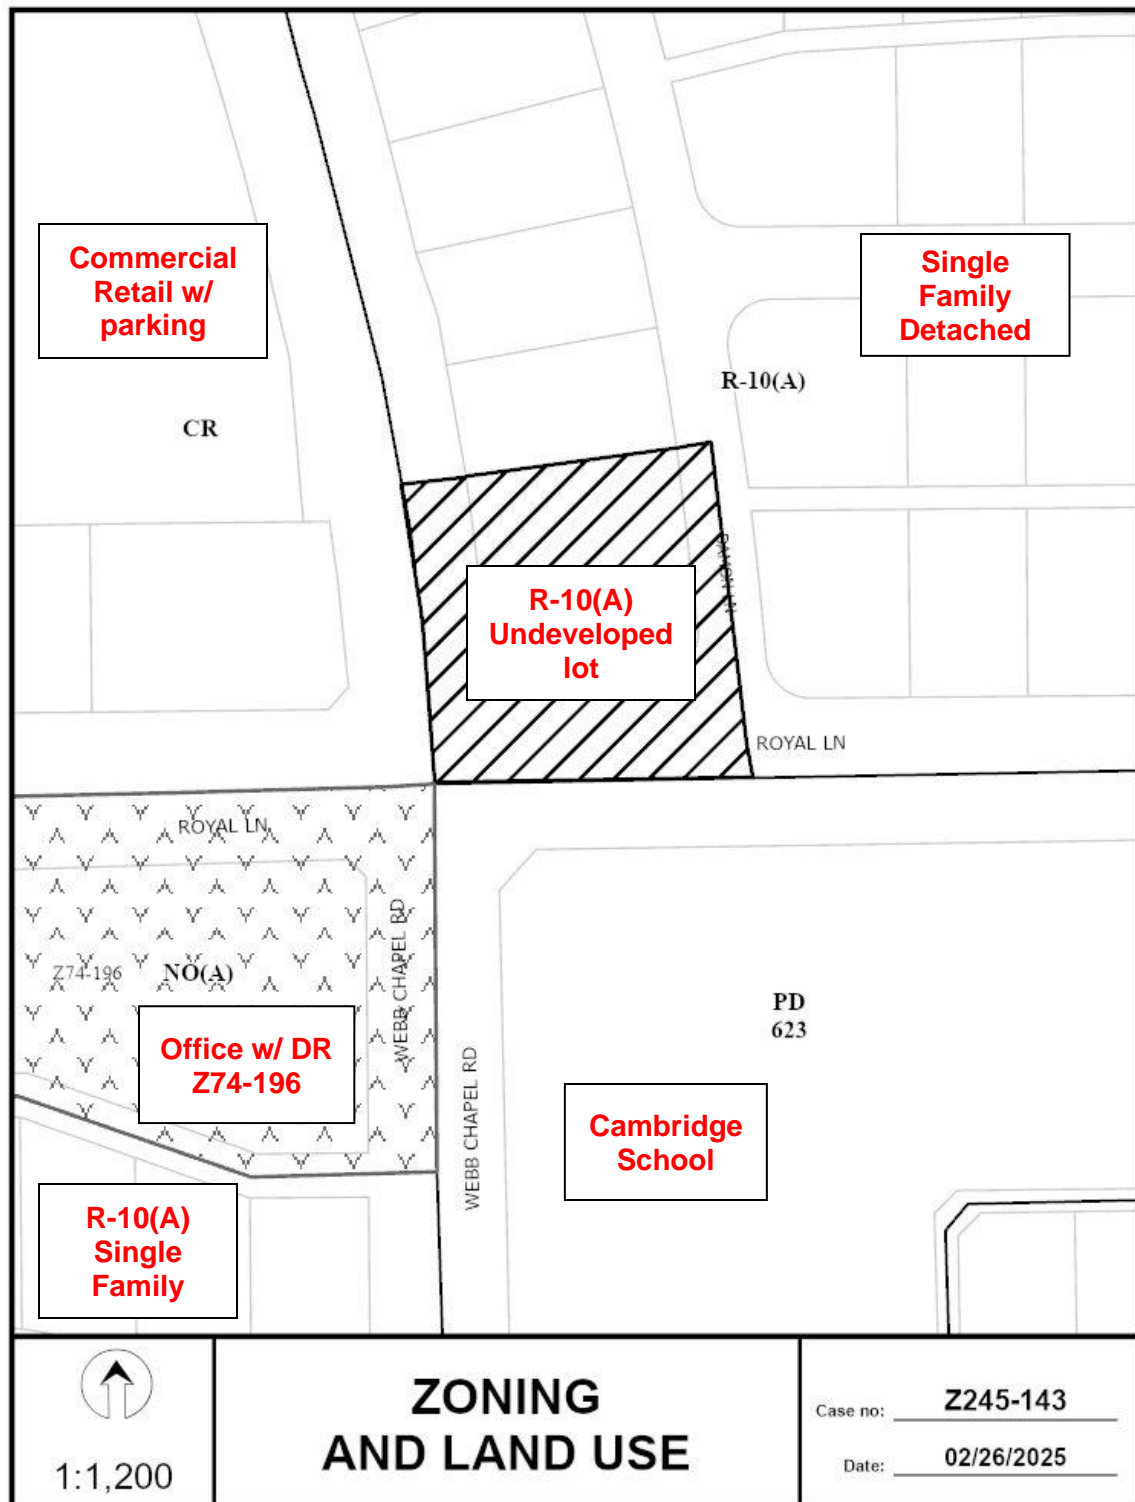 Commercial
Retail w/
parking
Single
Family
Detached
R-10(A)
CR
R-10(A)
Undeveloped
lot
ROYAL LN
ROYAL LN
WEBB CHAPEL RD
Z74-196
NO(A)
PD
623
Office w/ DR
Z74-196
WEBB CHAPEL RD
Cambridge
School
R-10(A)
Single
Family
1:1,200
ZONING
AND LAND USE
Case no: Z245-143
Date: 02/26/2025